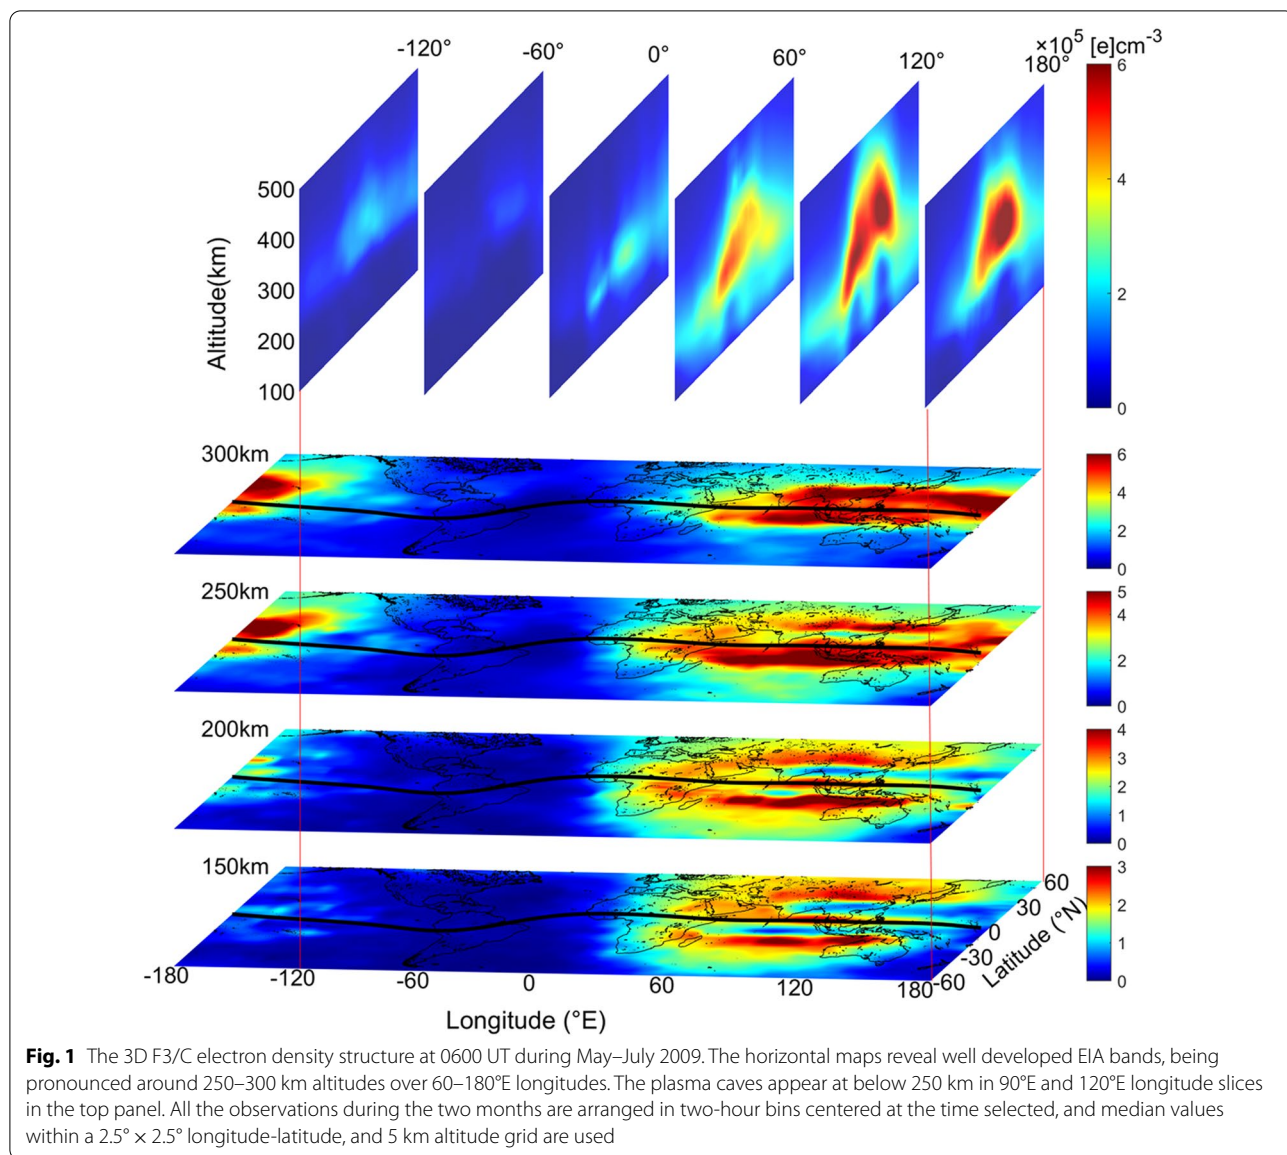 -120° -60° 0° 60° 120° 180°
×10⁵ [e]cm⁻³
6
4
2
0
500
400
300
200
100
Altitude(km)
300km
6
4
2
0
250km
5
4
2
0
200km
4
3
2
1
0
150km
3
2
1
0
60
30
0
-30
-60
Latitude (°N)
-180 -120 -60 0 60 120 180
Longitude (°E)
Fig. 1 The 3D F3/C electron density structure at 0600 UT during May–July 2009. The horizontal maps reveal well developed EIA bands, being
pronounced around 250–300 km altitudes over 60–180°E longitudes. The plasma caves appear at below 250 km in 90°E and 120°E longitude slices
in the top panel. All the observations during the two months are arranged in two-hour bins centered at the time selected, and median values
within a 2.5° × 2.5° longitude-latitude, and 5 km altitude grid are used